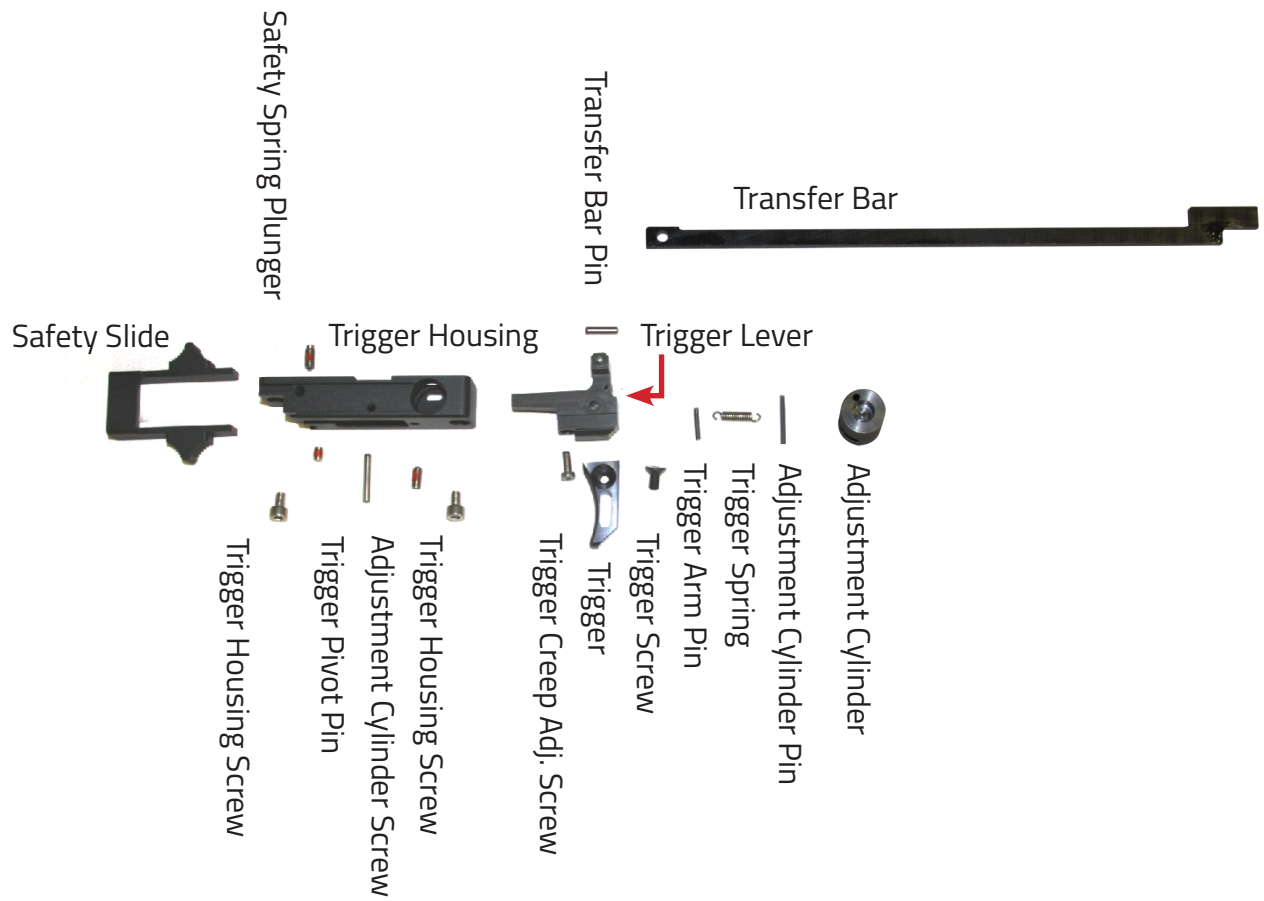 Safety Spring Plunger
Transfer Bar Pin
Transfer Bar
Safety Slide
Trigger Housing
Trigger Lever
Trigger Housing Screw
Trigger Pivot Pin
Adjustment Cylinder Screw
Trigger Housing Screw
Trigger Creep Adj. Screw
Trigger
Trigger Screw
Trigger Arm Pin
Trigger Spring
Adjustment Cylinder Pin
Adjustment Cylinder